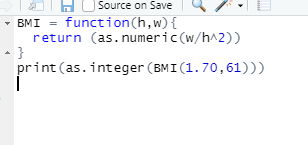 Source on Save
BMI = function(h,w){
  return (as.numeric(w/h^2))
}
print(as.integer(BMI(1.70,61)))